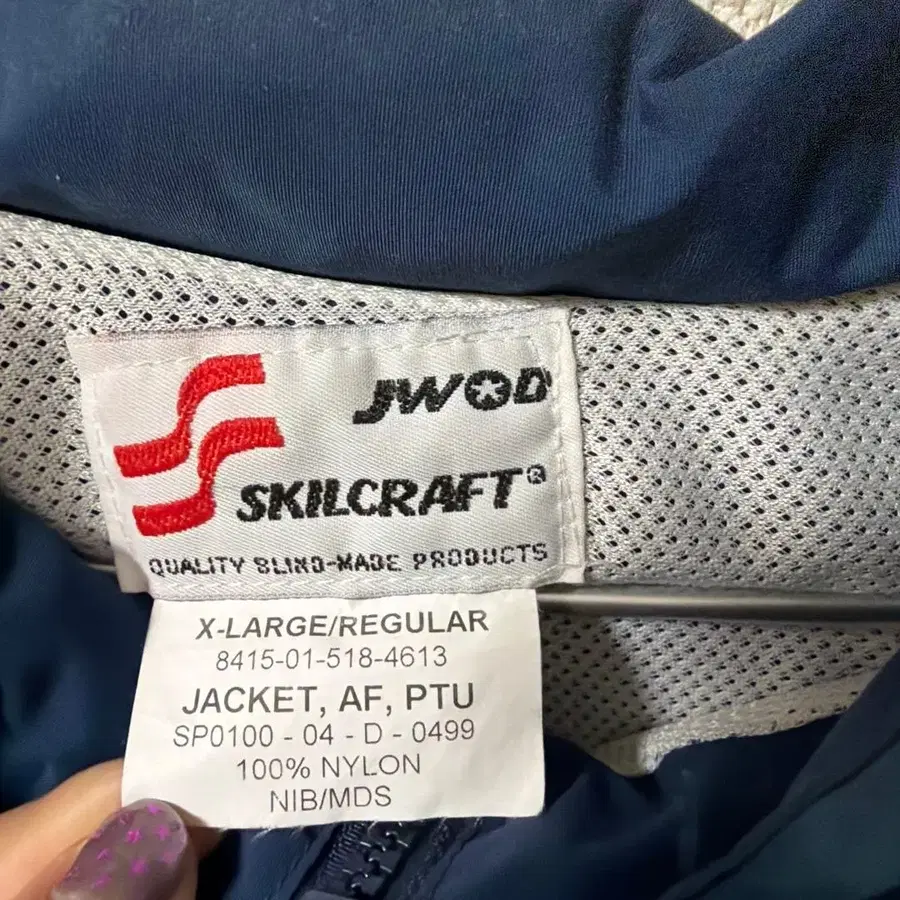 JWOD
SKILCRAFT®
QUALITY BLIND-MADE PRODUCTS
X-LARGE/REGULAR
8415-01-518-4613
JACKET, AF, PTU
SP0100 - 04 - D - 0499
100% NYLON
NIB/MDS